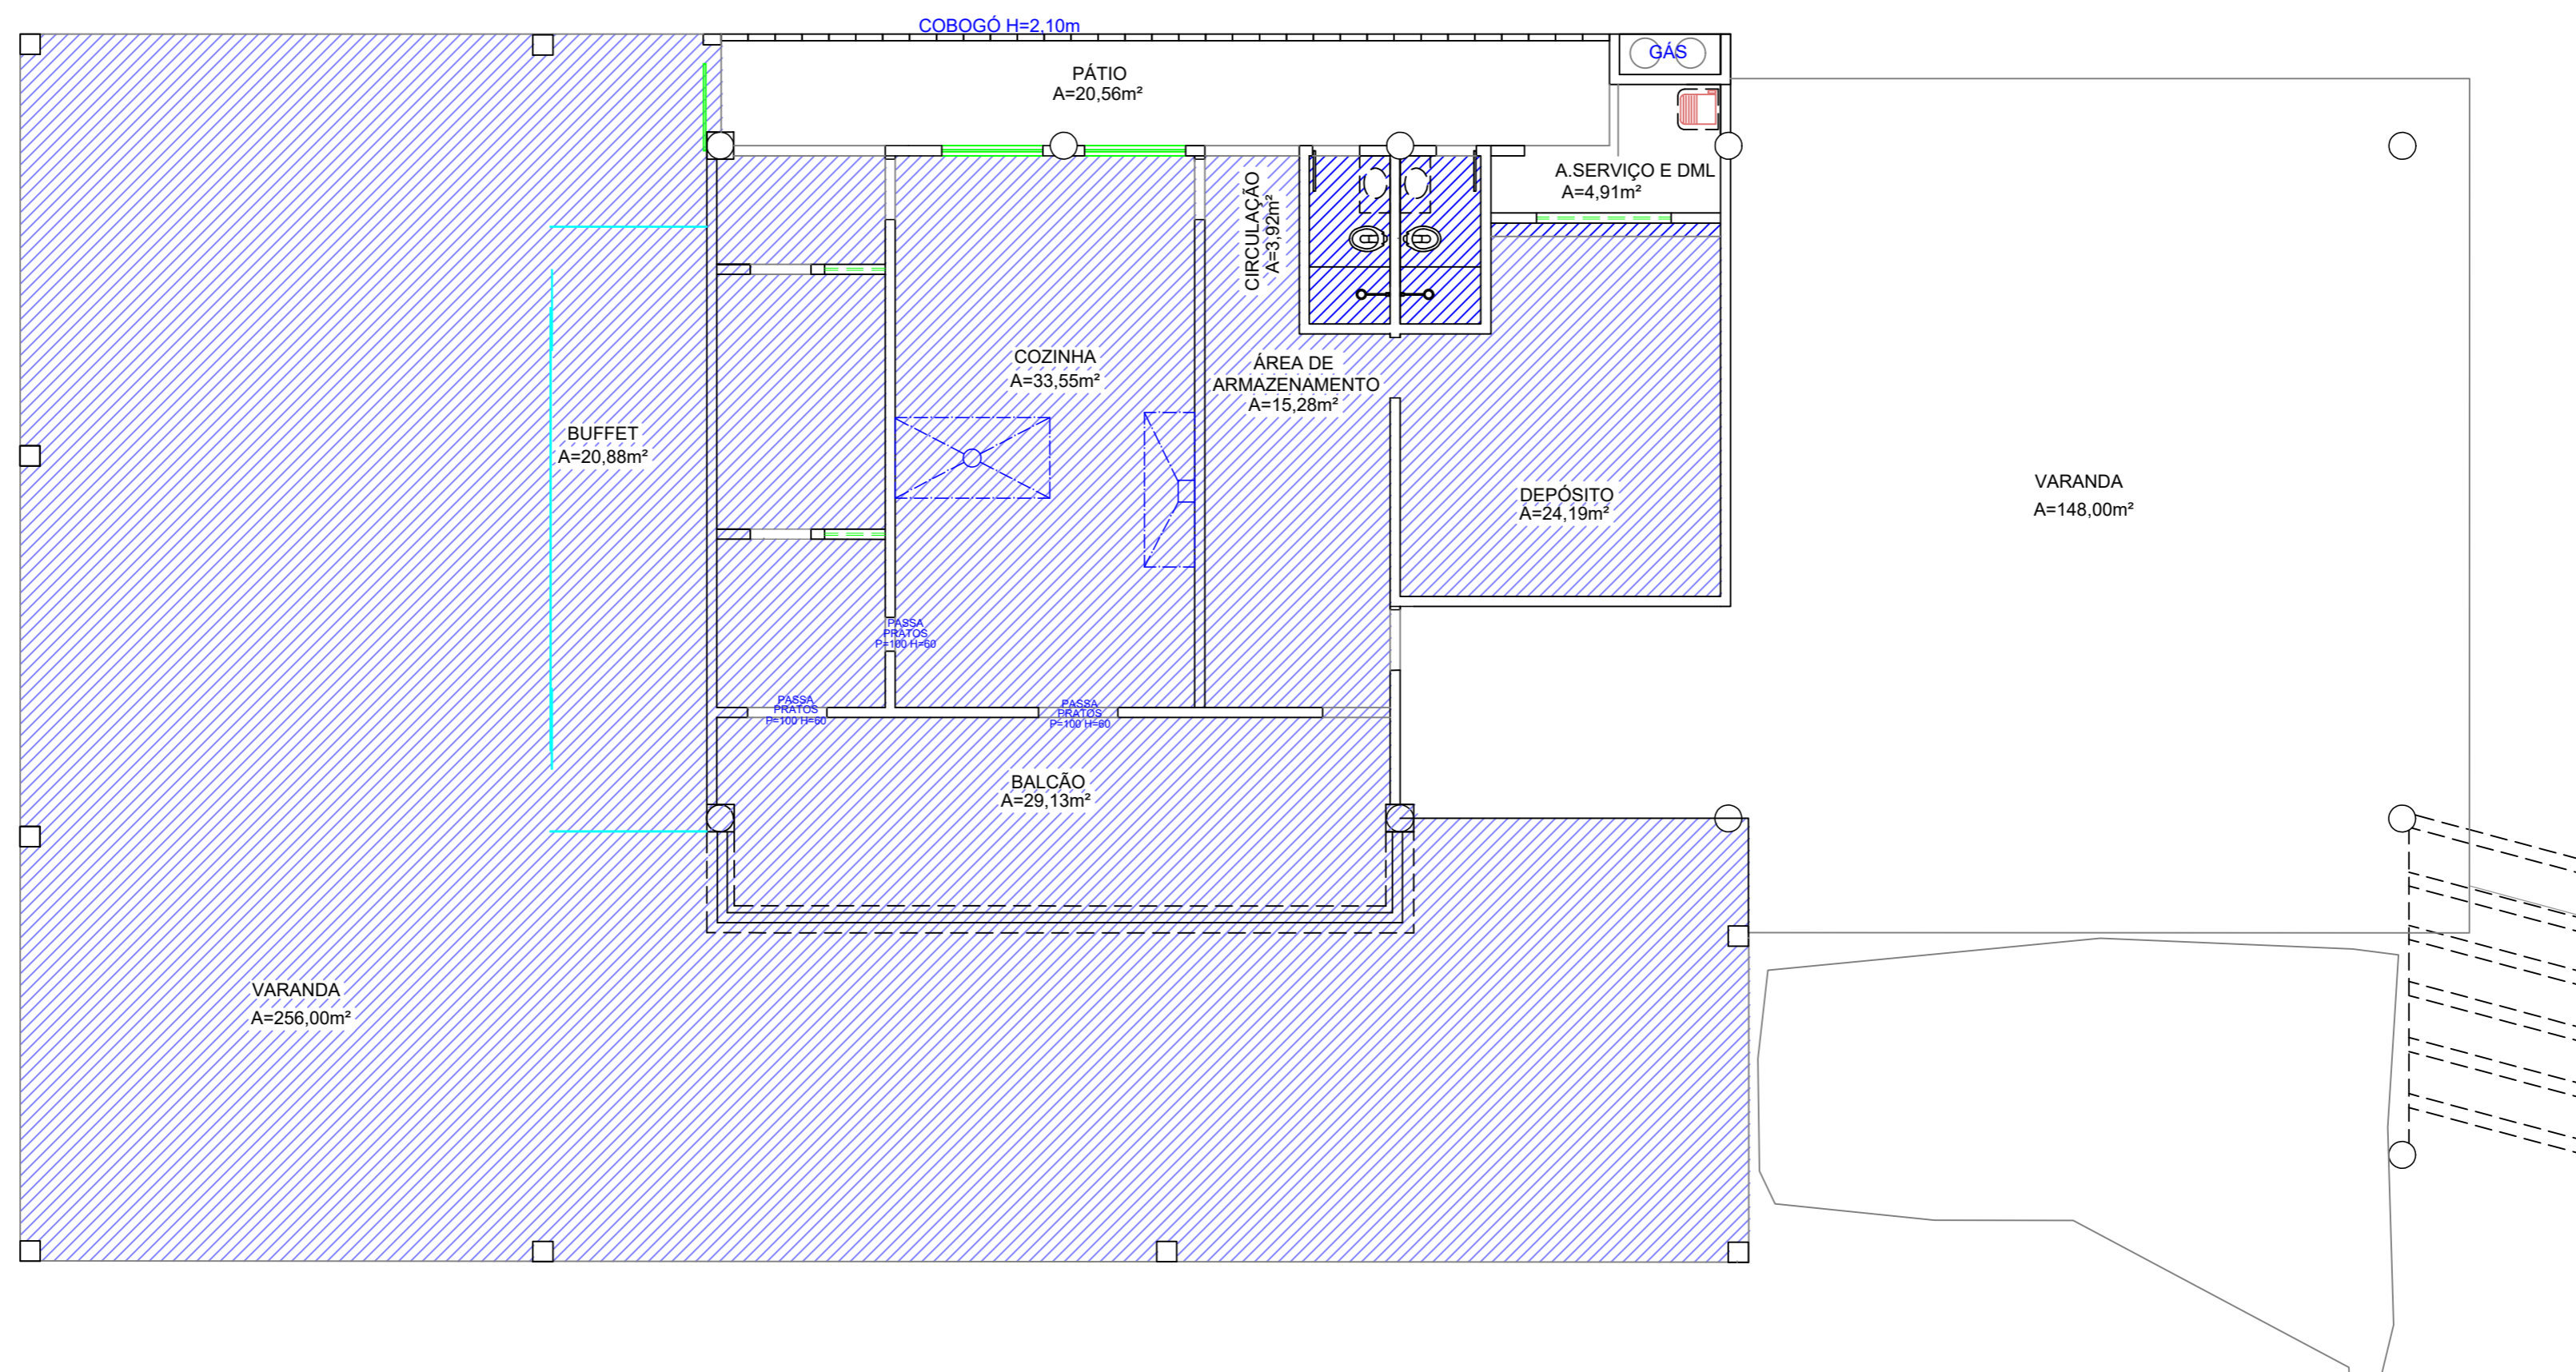 COBOGÓ H=2,10m
GÁS
PÁTIO
A=20,56m²
A.SERVIÇO E DML
A=4,91m²
CIRCULAÇÃO
A=3,92m²
COZINHA
A=33,55m²
ÁREA DE
ARMAZENAMENTO
A=15,28m²
BUFFET
A=20,88m²
DEPÓSITO
A=24,19m²
VARANDA
A=148,00m²
PASSA
PRATOS
P=100 H=60
PASSA
PRATOS
P=100 H=60
PASSA
PRATOS
P=100 H=60
BALCÃO
A=29,13m²
VARANDA
A=256,00m²